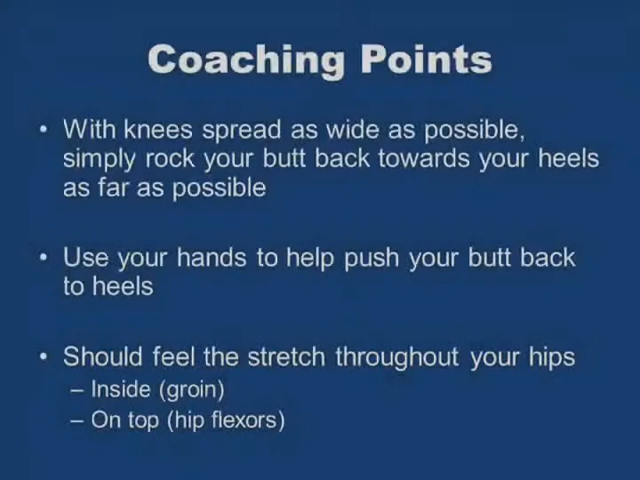 Coaching Points
• With knees spread as wide as possible,
simply rock your butt back towards your heels
as far as possible
• Use your hands to help push your butt back
to heels
• Should feel the stretch throughout your hips
– Inside (groin)
– On top (hip flexors)